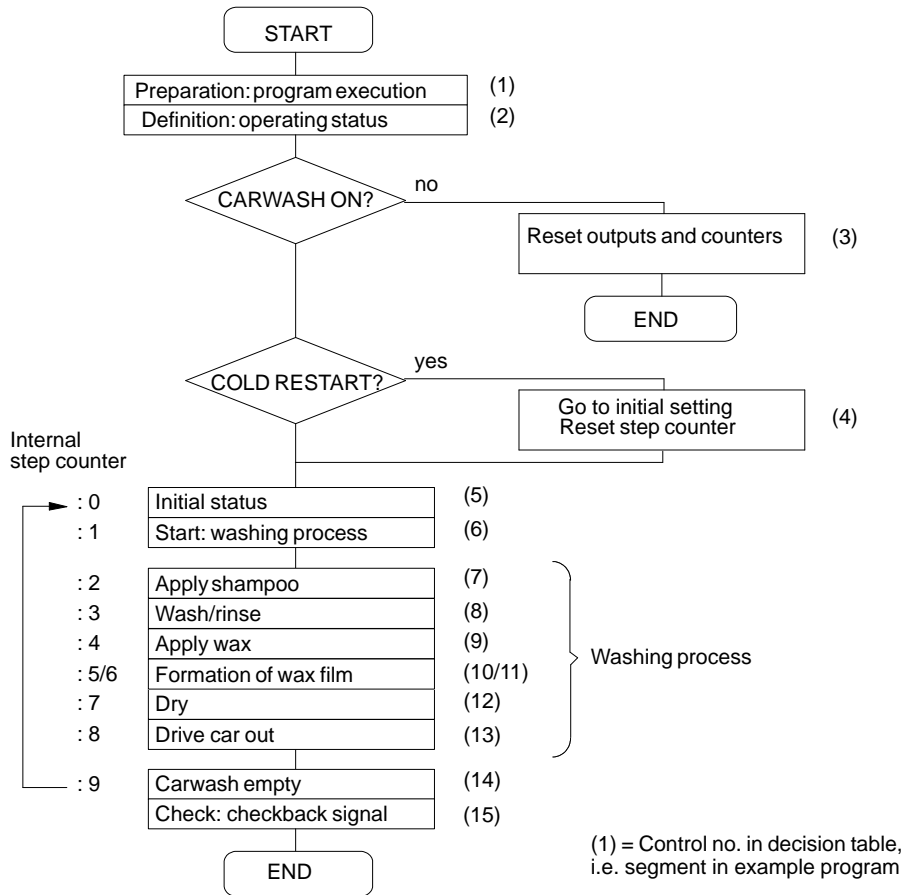 START
Preparation: program execution (1)
Definition: operating status (2)
CARWASH ON?
no
Reset outputs and counters (3)
END
COLD RESTART?
yes
Go to initial setting
Reset step counter (4)
Internal
step counter
: 0 Initial status (5)
: 1 Start: washing process (6)
: 2 Apply shampoo (7)
: 3 Wash/rinse (8)
: 4 Apply wax (9)
: 5/6 Formation of wax film (10/11)
: 7 Dry (12)
: 8 Drive car out (13)
Washing process
: 9 Carwash empty (14)
Check: checkback signal (15)
END
(1) = Control no. in decision table,
i.e. segment in example program